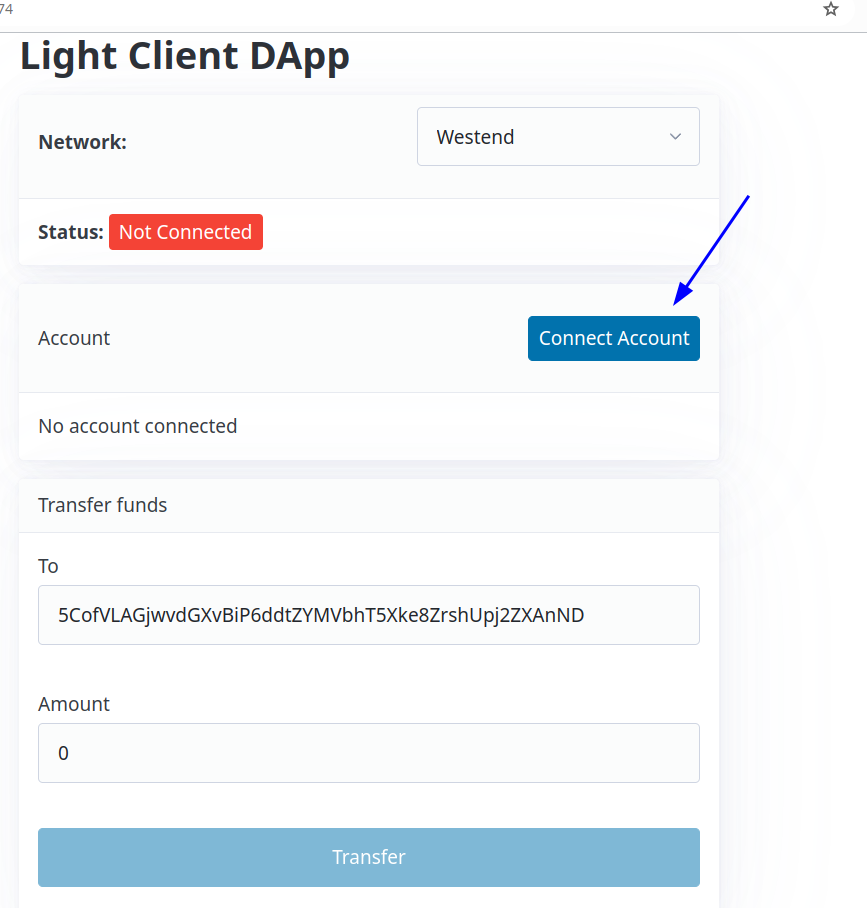 74
Light Client DApp
Network:
Westend
Status: Not Connected
Account
Connect Account
No account connected
Transfer funds
To
5CofVLAGjwvdGXvBiP6ddtZYMVbhT5Xke8ZrshUpj2ZXAnND
Amount
0
Transfer